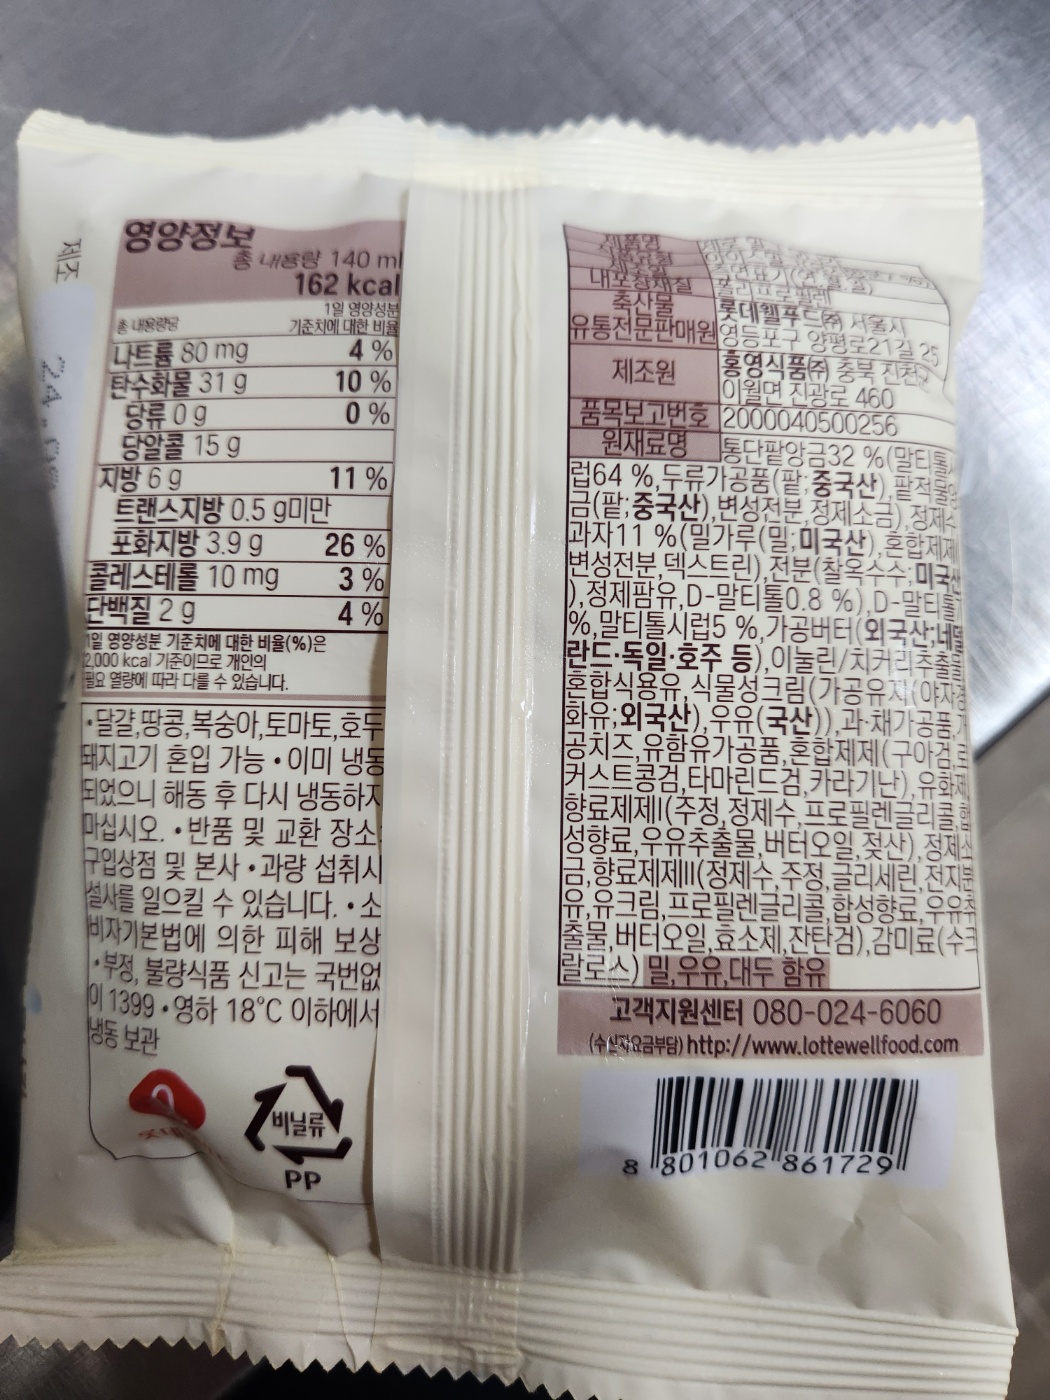 제조
영양정보
총 내용량 140 ml
162 kcal
총 내용량당
1일 영양성분
기준치에 대한 비율
나트륨 80 mg 4 %
탄수화물 31 g 10 %
당류 0 g 0 %
당알콜 15 g
지방 6 g 11 %
트랜스지방 0.5 g미만
포화지방 3.9 g 26 %
콜레스테롤 10 mg 3 %
단백질 2 g 4 %
1일 영양성분 기준치에 대한 비율(%)은
2,000 kcal 기준이므로 개인의
필요 열량에 따라 다를 수 있습니다.
•달걀,땅콩,복숭아,토마토,호두
돼지고기 혼입 가능 •이미 냉동
되었으니 해동 후 다시 냉동하지
마십시오. •반품 및 교환 장소:
구입상점 및 본사 •과량 섭취시
설사를 일으킬 수 있습니다. •소
비자기본법에 의한 피해 보상
•부정, 불량식품 신고는 국번없
이 1399 •영하 18℃ 이하에서
냉동 보관
비닐류
PP
제품명
내포장재질
축산물
유통전문판매원
롯데웰푸드㈜ 서울시
영등포구 양평로21길 25
제조원
홍영식품㈜ 충북 진천군
이월면 진광로 460
품목보고번호 2000040500256
원재료명 통단팥앙금32 %(말티톨시
럽64 %,두류가공품(팥;중국산),팥적
금(팥;중국산),변성전분,정제소금),정제수
과자11 %(밀가루(밀;미국산),혼합제제
변성전분,덱스트린),전분(찰옥수수;미국산
),정제팜유,D-말티톨0.8 %),D-말티톨
%,말티톨시럽5 %,가공버터(외국산;네덜
란드·독일·호주 등),이눌린/치커리추출물
혼합식용유,식물성크림(가공유지(야자경
화유;외국산),우유(국산)),과·채가공품,가
공치즈,유함유가공품,혼합제제(구아검,로
커스트콩검,타마린드검,카라기난),유화제
향료제제I(주정,정제수,프로필렌글리콜,합
성향료,우유추출물,버터오일,젖산),정제소
금,향료제제II(정제수,주정,글리세린,전지분
유,유크림,프로필렌글리콜,합성향료,우유추
출물,버터오일,효소제,잔탄검),감미료(수크
랄로스) 밀,우유,대두 함유
고객지원센터 080-024-6060
(수신자요금부담) http://www.lottewellfood.com
8 801062 861729